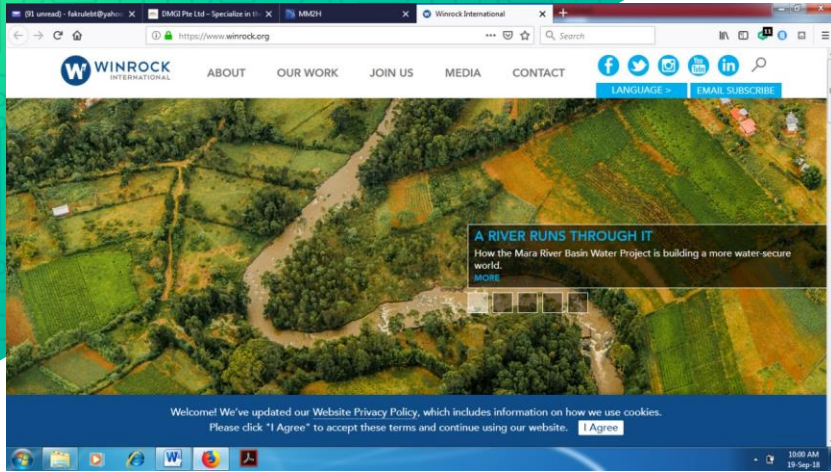 (91 unread) - fakrulebt@yahoo
DMGI Pte Ltd – Specialize in th
MM2H
Winrock International
https://www.winrock.org
Search
W WINROCK
INTERNATIONAL
ABOUT
OUR WORK
JOIN US
MEDIA
CONTACT
LANGUAGE >
EMAIL SUBSCRIBE
A RIVER RUNS THROUGH IT
How the Mara River Basin Water Project is building a more water-secure
world.
MORE
Welcome! We've updated our Website Privacy Policy, which includes information on how we use cookies.
Please click "I Agree" to accept these terms and continue using our website. I Agree
10:00 AM
19-Sep-18